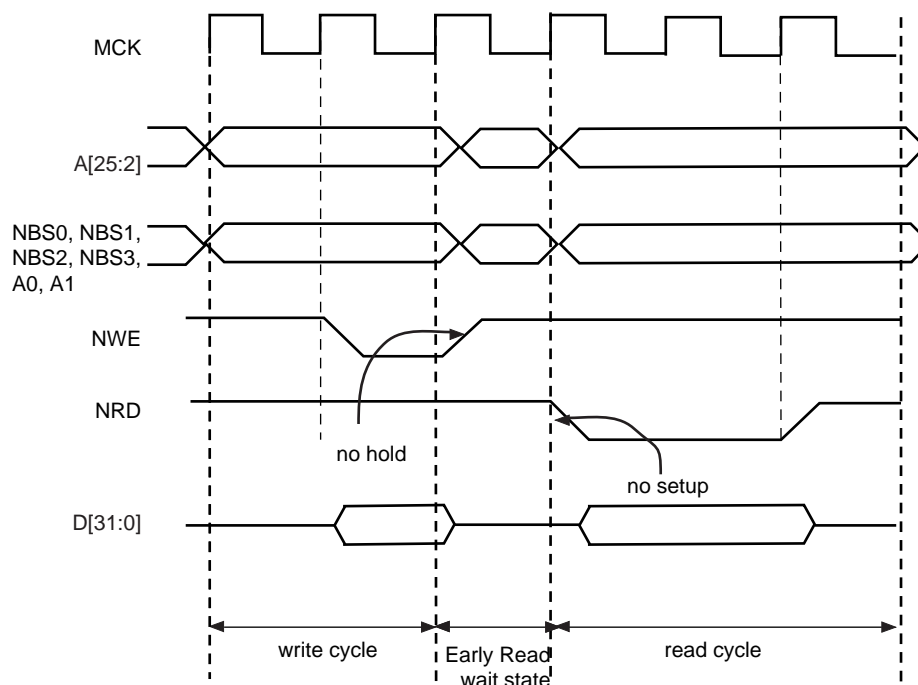 MCK
A[25:2]
NBS0, NBS1,
NBS2, NBS3,
A0, A1
NWE
NRD
no hold
no setup
D[31:0]
write cycle
Early Read
wait state
read cycle